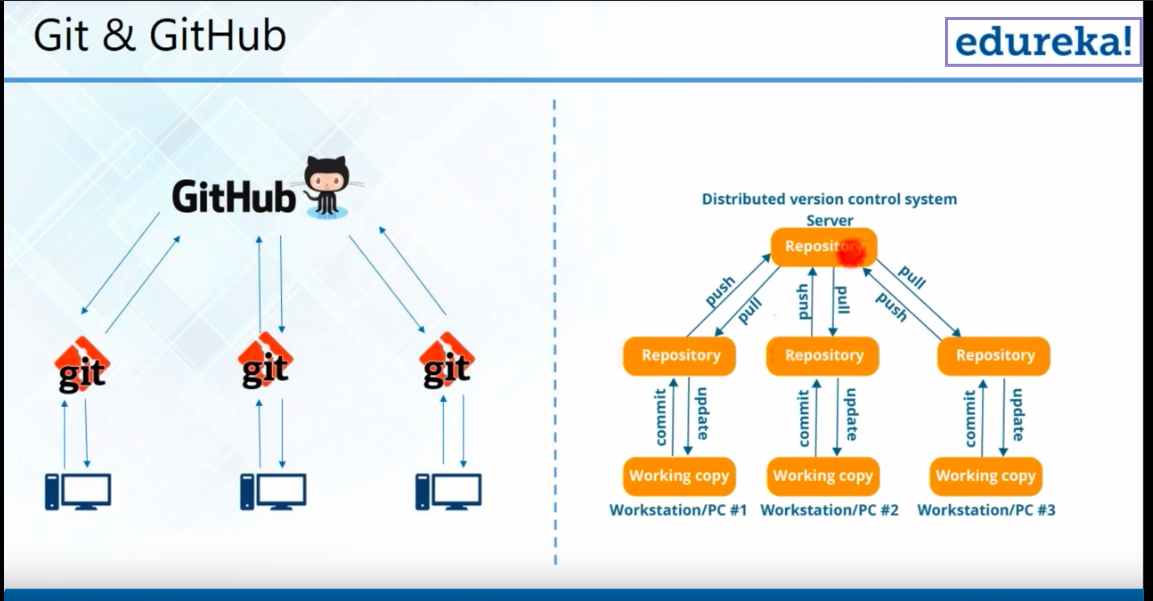 Git & GitHub
edureka!
GitHub
git
git
git
Distributed version control system
Server
Repository
push
pull
push
pull
push
pull
Repository
Repository
Repository
commit
update
commit
update
commit
update
Working copy
Working copy
Working copy
Workstation/PC #1
Workstation/PC #2
Workstation/PC #3